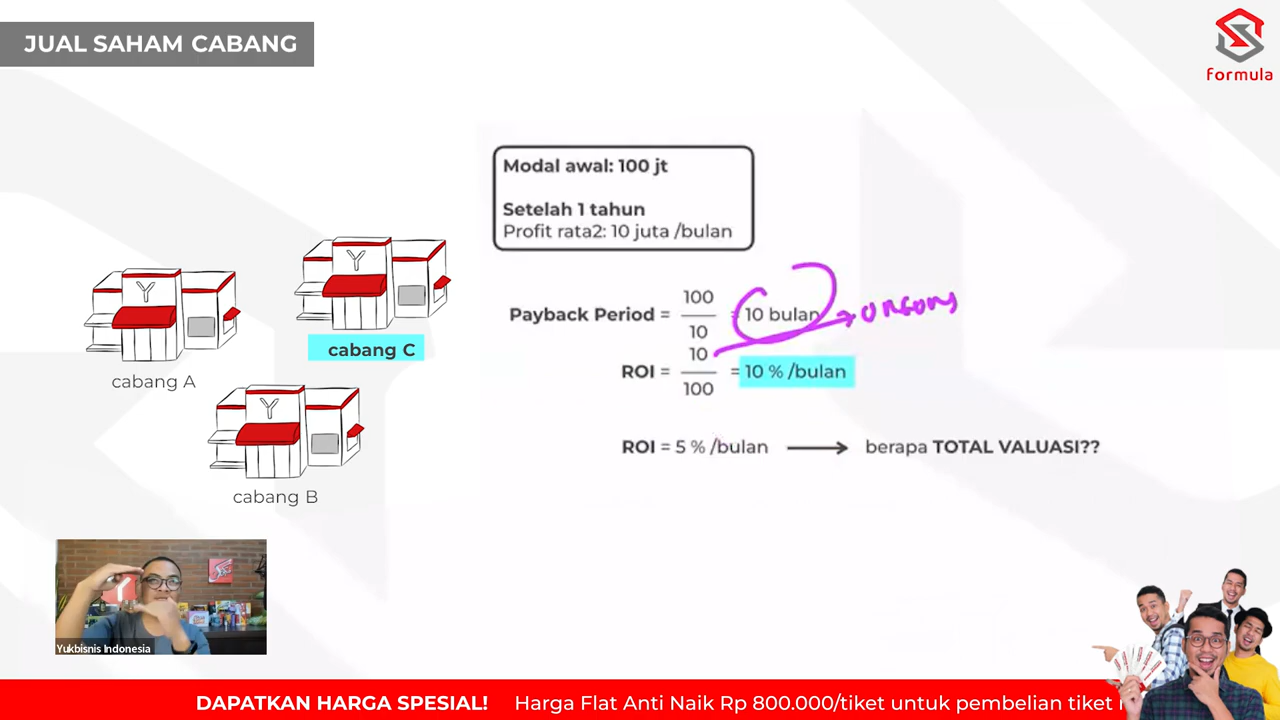 JUAL SAHAM CABANG
Formula
Modal awal: 100 jt
Setelah 1 tahun
Profit rata2: 10 juta /bulan
Payback Period = 100 / 10 = 10 bulan
ROI = 10 / 100 = 10 % /bulan
ROI = 5 % /bulan berapa TOTAL VALUASI??
Y
cabang A
Y
cabang C
Y
cabang B
Yukbisnis Indonesia
DAPATKAN HARGA SPESIAL! Harga Flat Anti Naik Rp 800.000/tiket untuk pembelian tiket